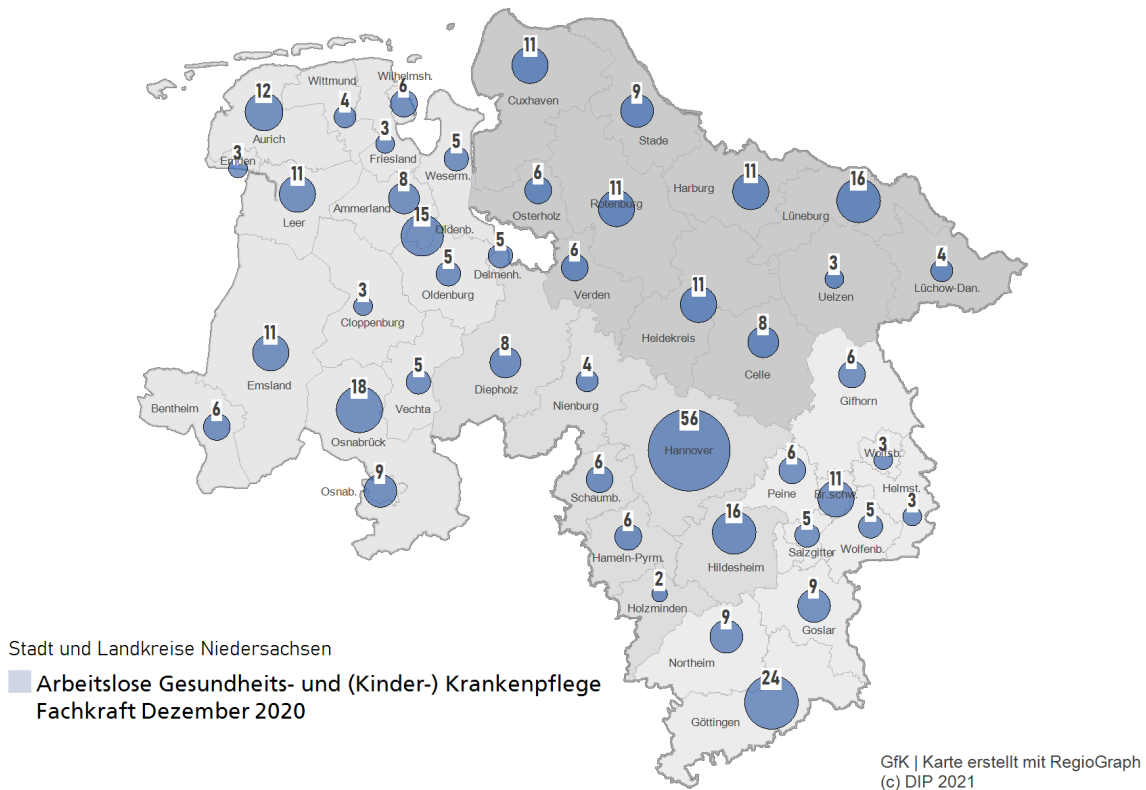 11
Cuxhaven
Wilhelmsh.
6
Wittmund
4
12
Aurich
9
Stade
3
Friesland
3
Emden
5
Weserm.
11
Leer
8
Ammerland
6
Osterholz
11
Rotenburg
Harburg
11
16
Lüneburg
15
Oldenb.
5
Delmenh.
5
Oldenburg
6
Verden
3
Uelzen
4
Lüchow-Dan.
3
Cloppenburg
11
Heidekreis
8
Celle
11
Emsland
8
Diepholz
5
Vechta
4
Nienburg
6
Gifhorn
18
Osnabrück
Bentheim
6
56
Hannover
3
Wolfsb.
9
Osnab.
6
Schaumb.
6
Peine
11
Br.schw.
Helmst.
3
6
Hameln-Pyrm.
16
Hildesheim
5
Salzgitter
5
Wolfenb.
2
Holzminden
9
Goslar
9
Northeim
24
Göttingen
Stadt und Landkreise Niedersachsen
Arbeitslose Gesundheits- und (Kinder-) Krankenpflege
Fachkraft Dezember 2020
GfK | Karte erstellt mit RegioGraph
(c) DIP 2021